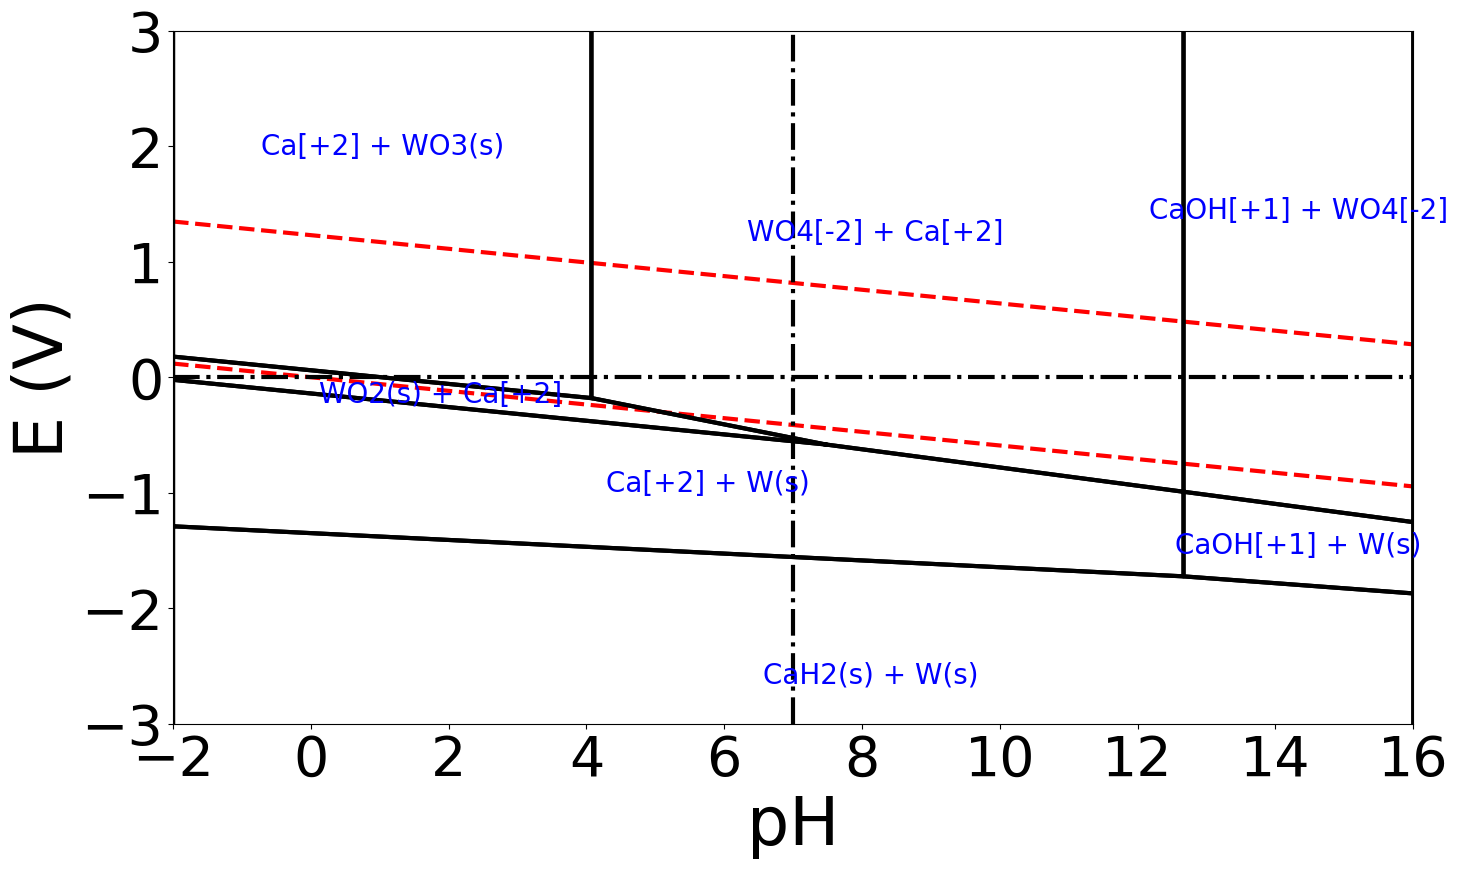 3
2
1
0
−1
−2
−3
E (V)
Ca[+2] + WO3(s)
WO4[-2] + Ca[+2]
CaOH[+1] + WO4[-2]
WO2(s) + Ca[+2]
Ca[+2] + W(s)
CaOH[+1] + W(s)
CaH2(s) + W(s)
−2 0 2 4 6 8 10 12 14 16
pH